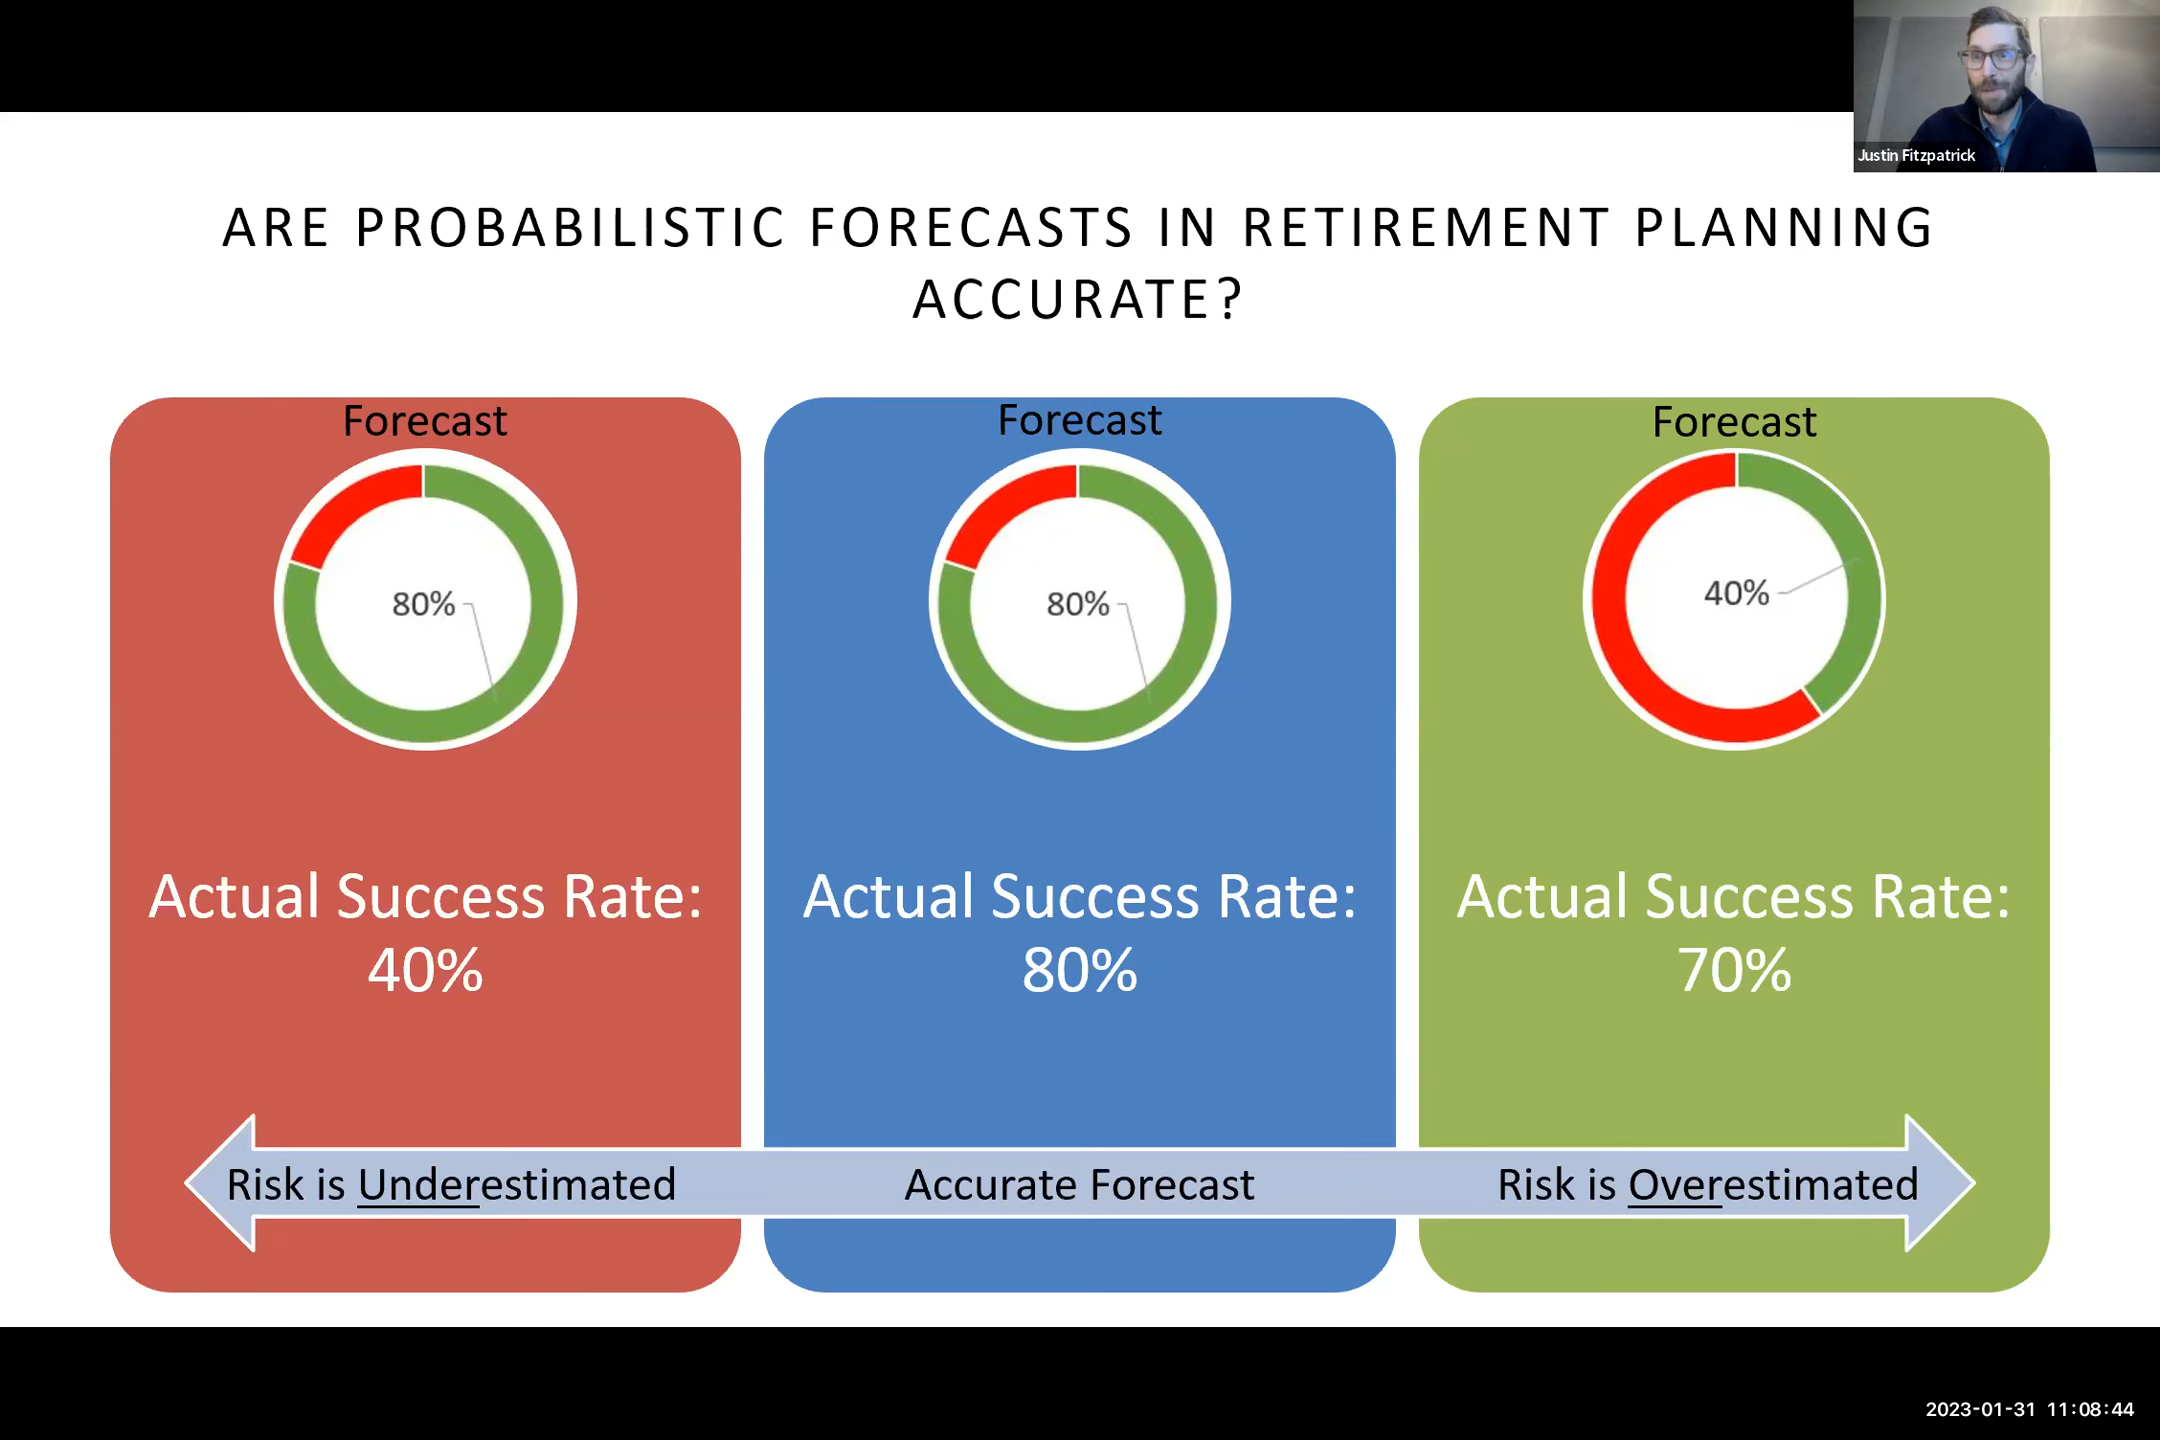 Justin Fitzpatrick
ARE PROBABILISTIC FORECASTS IN RETIREMENT PLANNING
ACCURATE?
Forecast
80%
Actual Success Rate:
40%
Risk is Underestimated
Forecast
80%
Actual Success Rate:
80%
Accurate Forecast
Forecast
40%
Actual Success Rate:
70%
Risk is Overestimated
2023-01-31 11:08:44